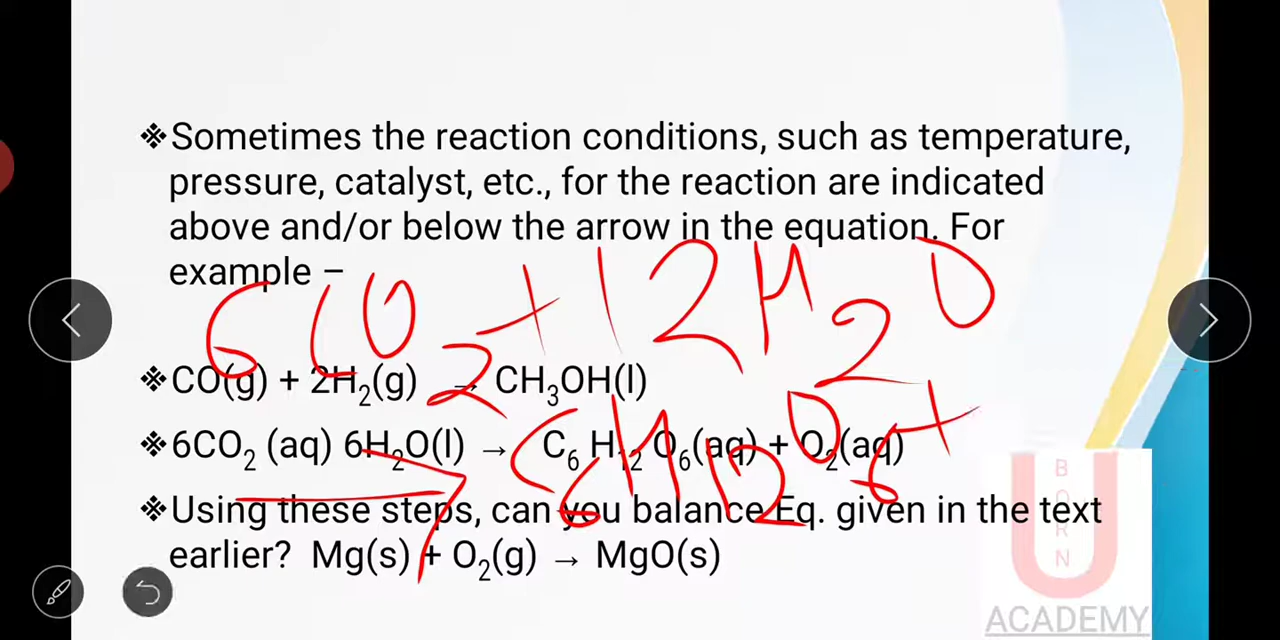 ❖Sometimes the reaction conditions, such as temperature,
pressure, catalyst, etc., for the reaction are indicated
above and/or below the arrow in the equation. For
example –
6CO2 + 12H2O
❖CO(g) + 2H₂(g) → CH₃OH(l)
→ C6H12O6 +
❖6CO₂ (aq) 6H₂O(l) → C₆ H₁₂ O₆(aq) + O₂(aq)
❖Using these steps, can you balance Eq. given in the text
earlier? Mg(s) + O₂(g) → MgO(s)
U
BORN
ACADEMY